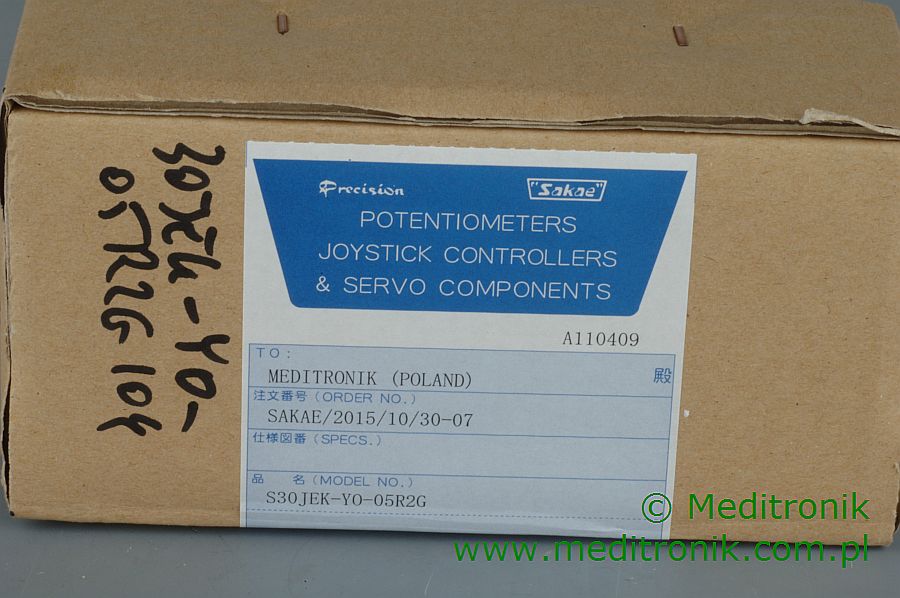 30JEK-YO-
05R2G 104
Precision "Sakae"
POTENTIOMETERS
JOYSTICK CONTROLLERS
& SERVO COMPONENTS
A110409
TO:
MEDITRONIK (POLAND) 殿
注文番号 (ORDER NO.)
SAKAE/2015/10/30-07
仕様図番 (SPECS.)
品 名 (MODEL NO.)
S30JEK-YO-05R2G
© Meditronik
www.meditronik.com.pl